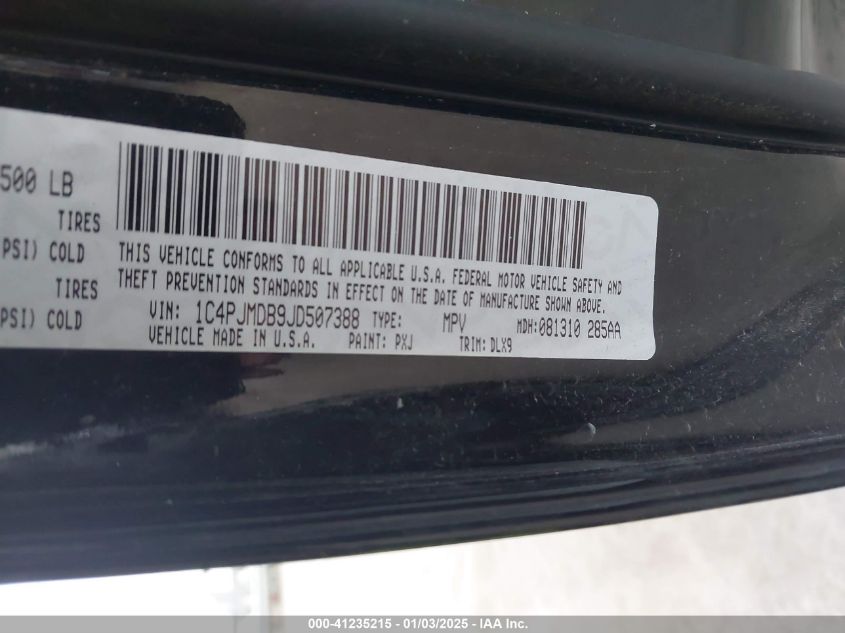 500 LB
TIRES
PSI) COLD
TIRES
PSI) COLD
THIS VEHICLE CONFORMS TO ALL APPLICABLE U.S.A. FEDERAL MOTOR VEHICLE SAFETY AND
THEFT PREVENTION STANDARDS IN EFFECT ON THE DATE OF MANUFACTURE SHOWN ABOVE.
VIN: 1C4PJMDB9JD507388 TYPE: MPV MDH:081310 285AA
VEHICLE MADE IN U.S.A. PAINT: PXJ TRIM: DLX9
000-41235215 - 01/03/2025 - IAA Inc.